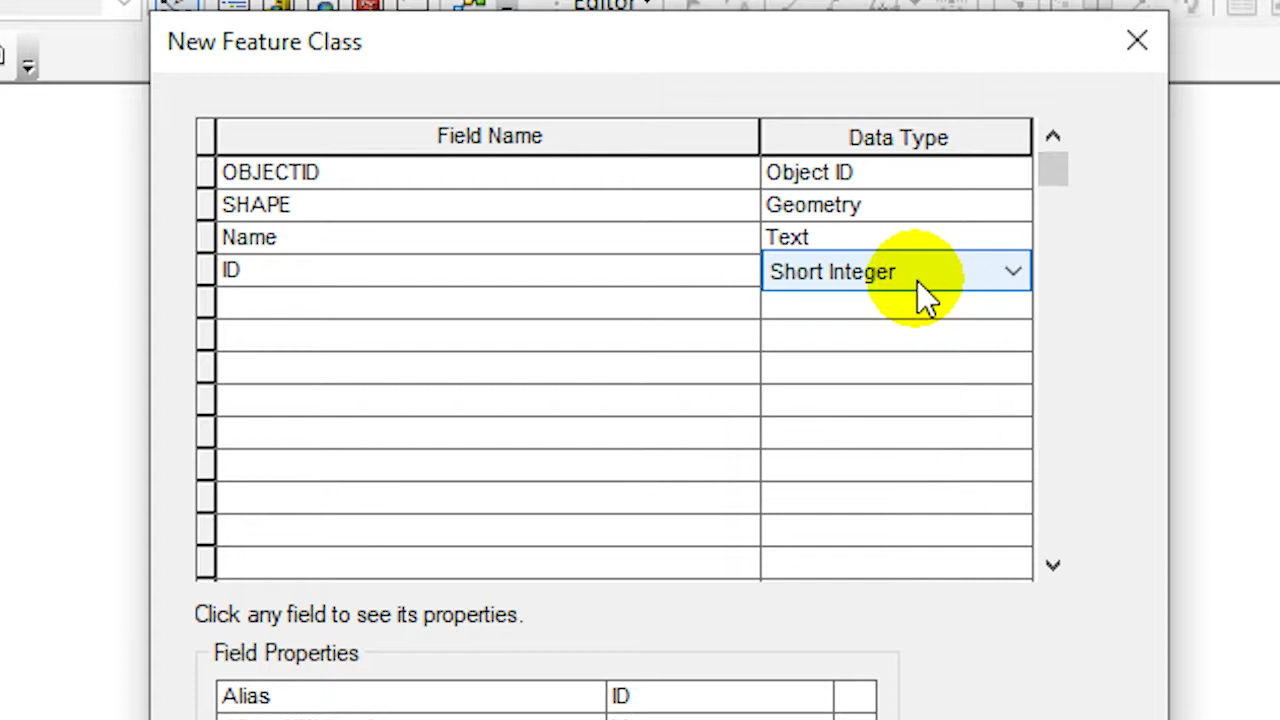 Editor
New Feature Class
Field Name Data Type
OBJECTID Object ID
SHAPE Geometry
Name Text
ID Short Integer
Click any field to see its properties.
Field Properties
Alias ID